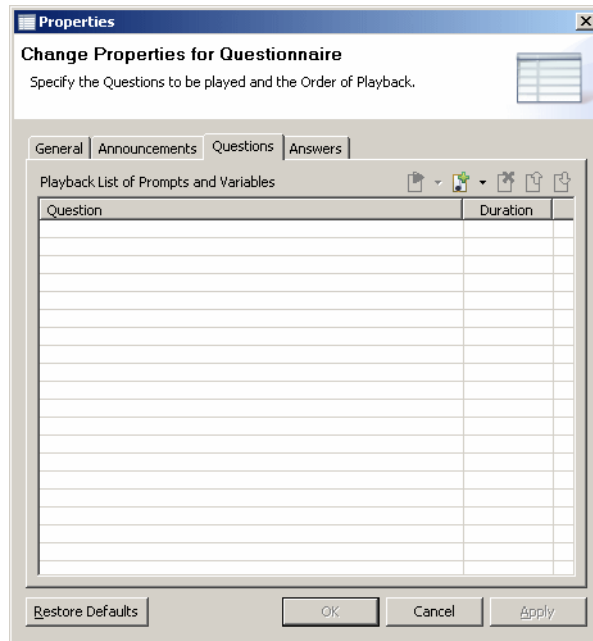 Properties
Change Properties for Questionnaire
Specify the Questions to be played and the Order of Playback.
General Announcements Questions Answers
Playback List of Prompts and Variables
Question Duration
Restore Defaults OK Cancel Apply